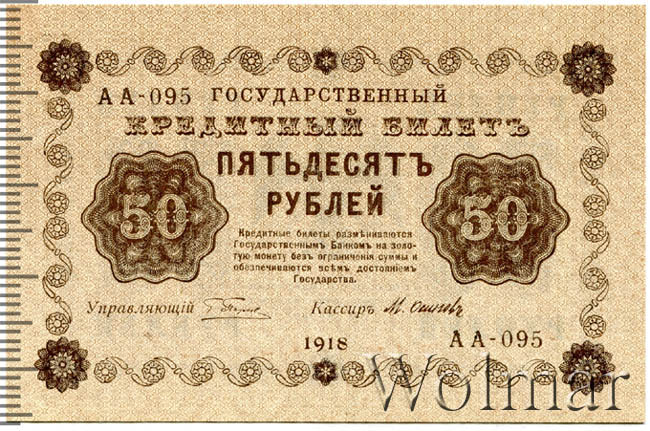 АА-095 ГОСУДАРСТВЕННЫЙ
КРЕДИТНЫЙ БИЛЕТЪ
ПЯТЬДЕСЯТЪ
РУБЛЕЙ
50
50
Кредитные билеты размѣниваются
Государственнымъ Банкомъ на золо-
тую монету безъ ограниченія суммы и
обезпечиваются всѣмъ достояніемъ
Государства.
Управляющій
Кассиръ
1918
АА-095
Wolmar